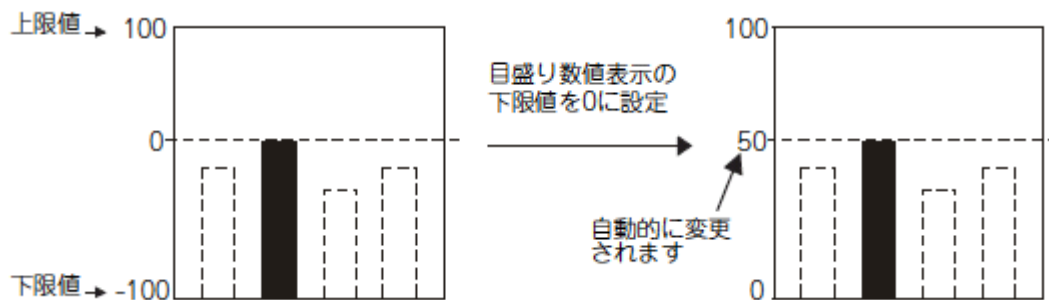 上限値 100
0
下限値 -100
目盛り数値表示の
下限値を0に設定
100
50
自動的に変更
されます
0